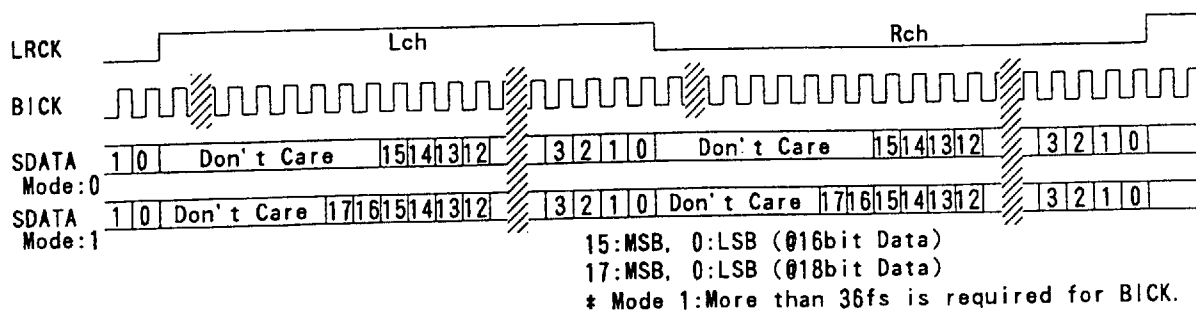 LRCK Lch Rch
BICK
SDATA 1 0 Don't Care 15 14 13 12 3 2 1 0 Don't Care 15 14 13 12 3 2 1 0
Mode:0
SDATA 1 0 Don't Care 17 16 15 14 13 12 3 2 1 0 Don't Care 17 16 15 14 13 12 3 2 1 0
Mode:1
15:MSB, 0:LSB (@16bit Data)
17:MSB, 0:LSB (@18bit Data)
* Mode 1:More than 36fs is required for BICK.